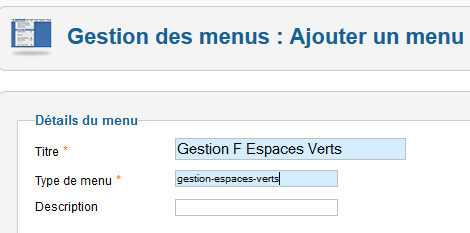 Gestion des menus : Ajouter un menu
Détails du menu
Titre * Gestion F Espaces Verts
Type de menu * gestion-espaces-verts
Description